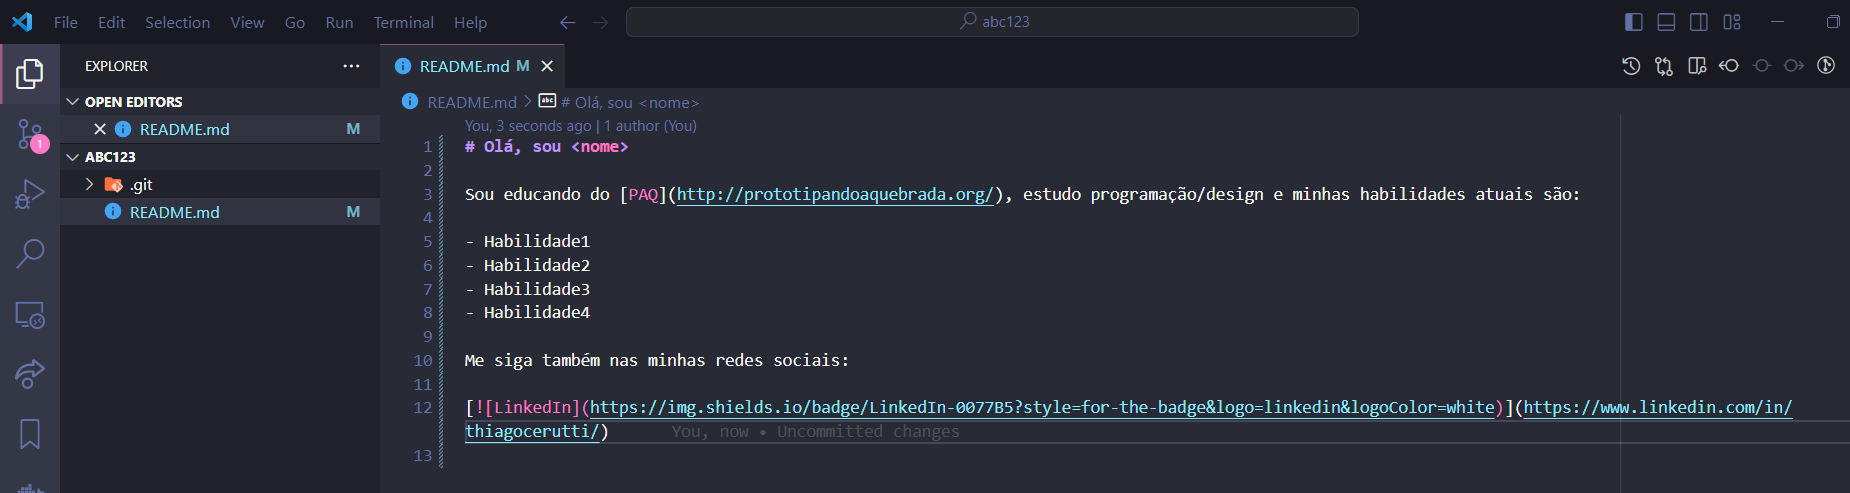 File Edit Selection View Go Run Terminal Help
abc123
EXPLORER
README.md M
OPEN EDITORS
README.md M
README.md > # Olá, sou <nome>
ABC123
.git
README.md M
1
You, 3 seconds ago | 1 author (You)
1 # Olá, sou <nome>
2
3 Sou educando do [PAQ](http://prototipandoaquebrada.org/), estudo programação/design e minhas habilidades atuais são:
4
5 - Habilidade1
6 - Habilidade2
7 - Habilidade3
8 - Habilidade4
9
10 Me siga também nas minhas redes sociais:
11
12 [![LinkedIn](https://img.shields.io/badge/LinkedIn-0077B5?style=for-the-badge&logo=linkedin&logoColor=white)](https://www.linkedin.com/in/
thiagocerutti/) You, now • Uncommitted changes
13